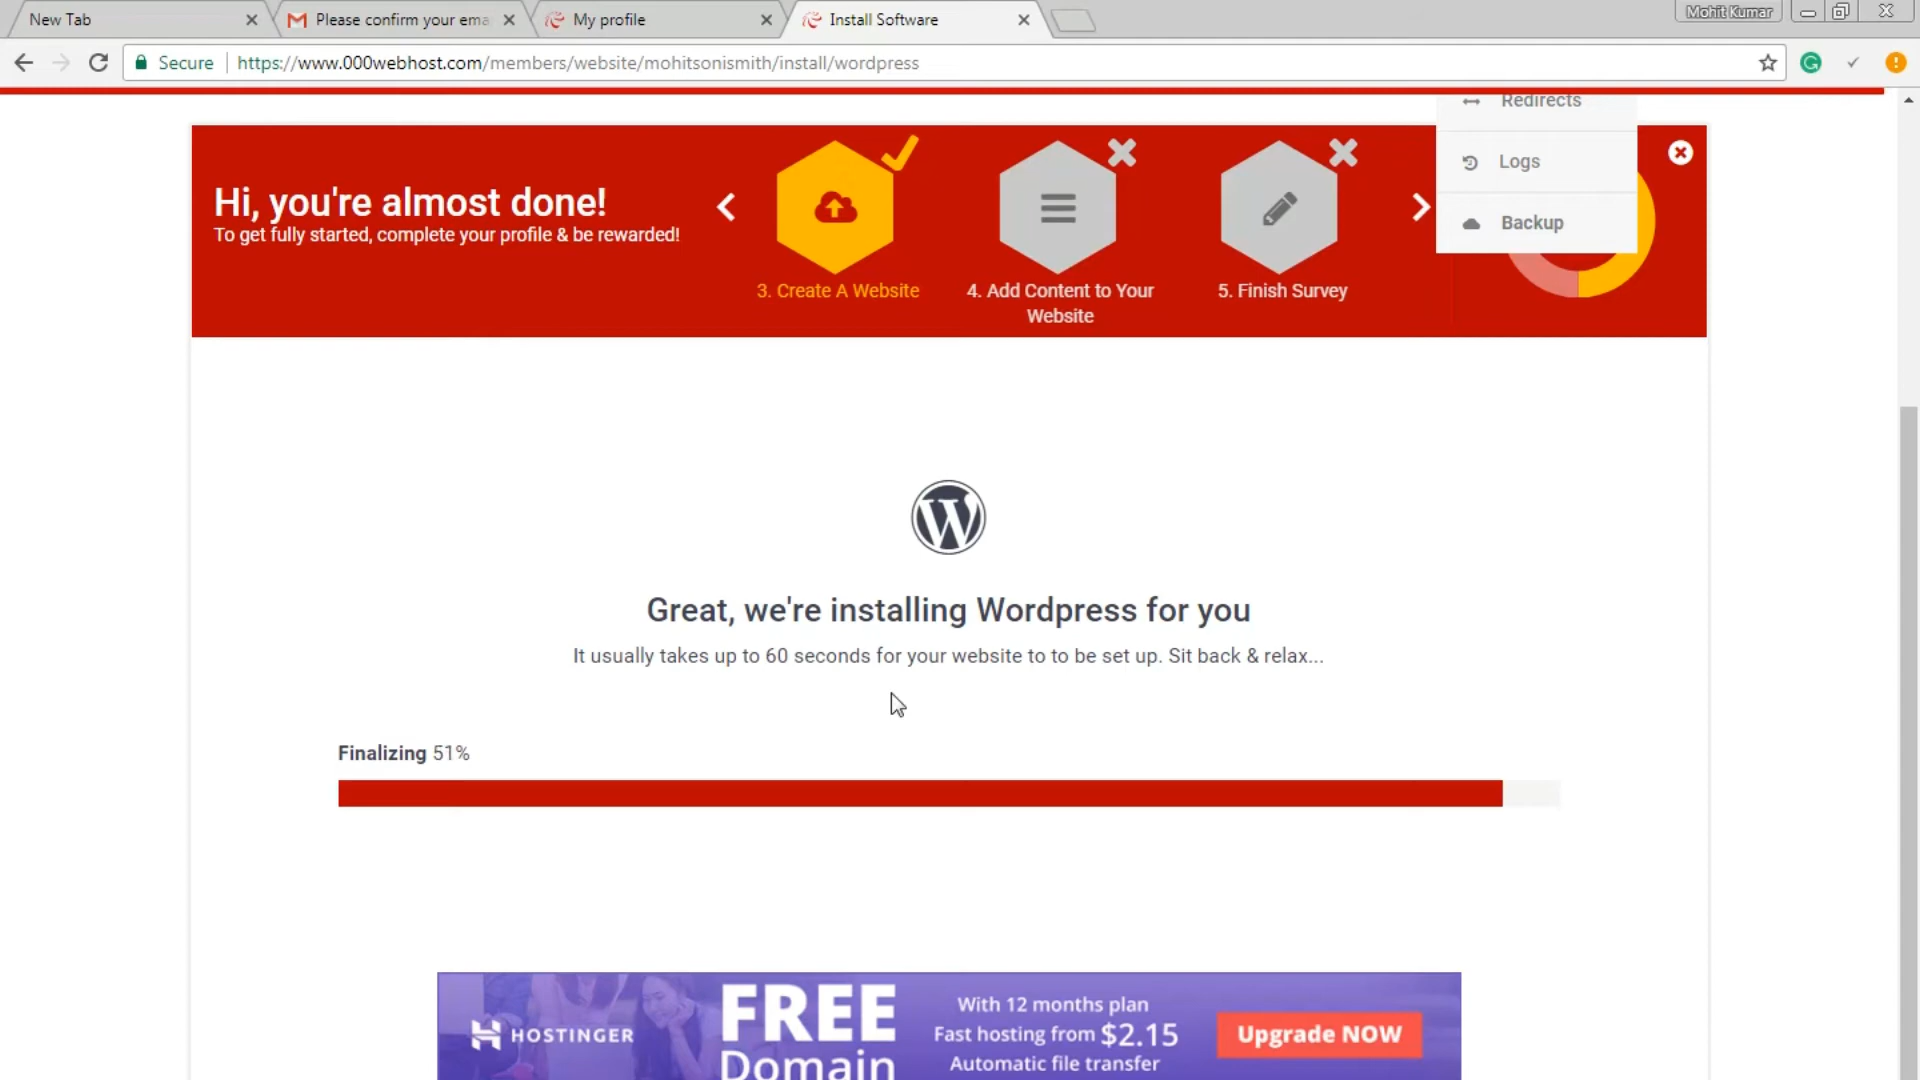 New Tab
Please confirm your ema
My profile
Install Software
Mohit Kumar
Secure
https://www.000webhost.com/members/website/mohitsonismith/install/wordpress
Redirects
Logs
Backup
Hi, you're almost done!
To get fully started, complete your profile & be rewarded!
3. Create A Website
4. Add Content to Your
Website
5. Finish Survey
Great, we're installing Wordpress for you
It usually takes up to 60 seconds for your website to to be set up. Sit back & relax...
Finalizing 51%
HOSTINGER
FREE
Domain
With 12 months plan
Fast hosting from $2.15
Automatic file transfer
Upgrade NOW